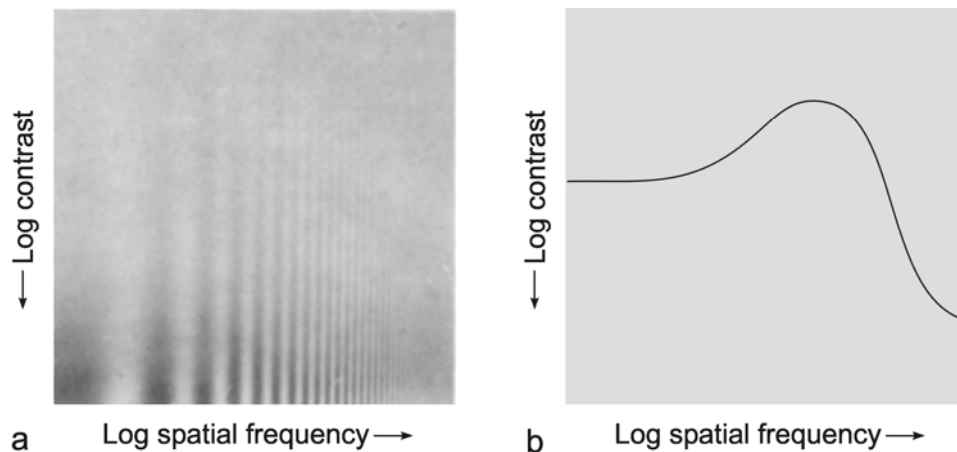 Log contrast
Log spatial frequency
a
Log contrast
Log spatial frequency
b